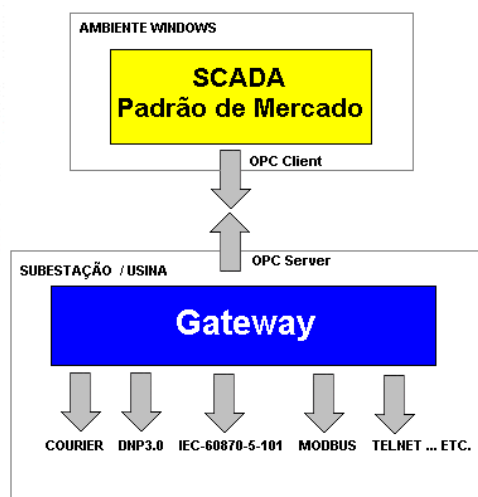 AMBIENTE WINDOWS
SCADA
Padrão de Mercado
OPC Client
OPC Server
SUBESTAÇÃO / USINA
Gateway
COURIER DNP3.0 IEC-60870-5-101 MODBUS TELNET ... ETC.